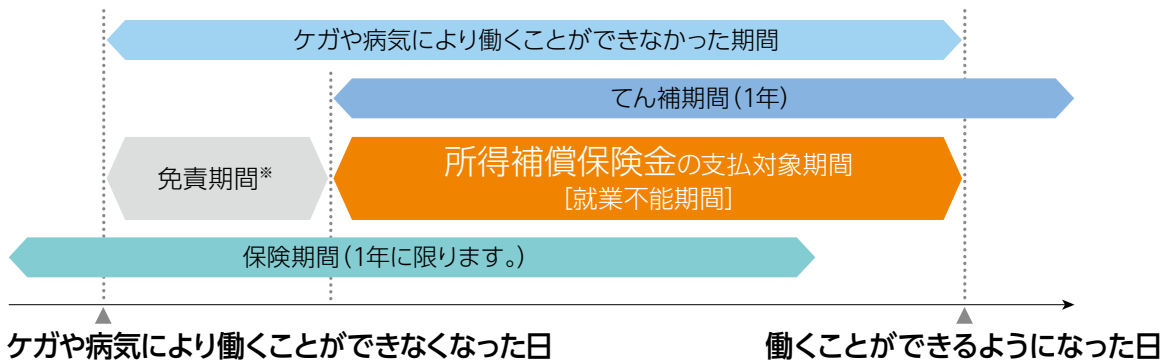 ケガや病気により働くことができなかった期間
てん補期間(1年)
免責期間※
所得補償保険金の支払対象期間
[就業不能期間]
保険期間(1年に限ります。)
ケガや病気により働くことができなくなった日
働くことができるようになった日